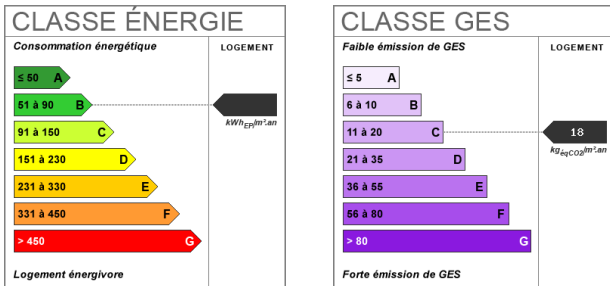 CLASSE ÉNERGIE
Consommation énergétique
LOGEMENT
≤ 50 A
51 à 90 B
kWhEP/m².an
91 à 150 C
151 à 230 D
231 à 330 E
331 à 450 F
> 450 G
Logement énergivore
CLASSE GES
Faible émission de GES
LOGEMENT
≤ 5 A
6 à 10 B
11 à 20 C
18
kgéqCO2/m².an
21 à 35 D
36 à 55 E
56 à 80 F
> 80 G
Forte émission de GES